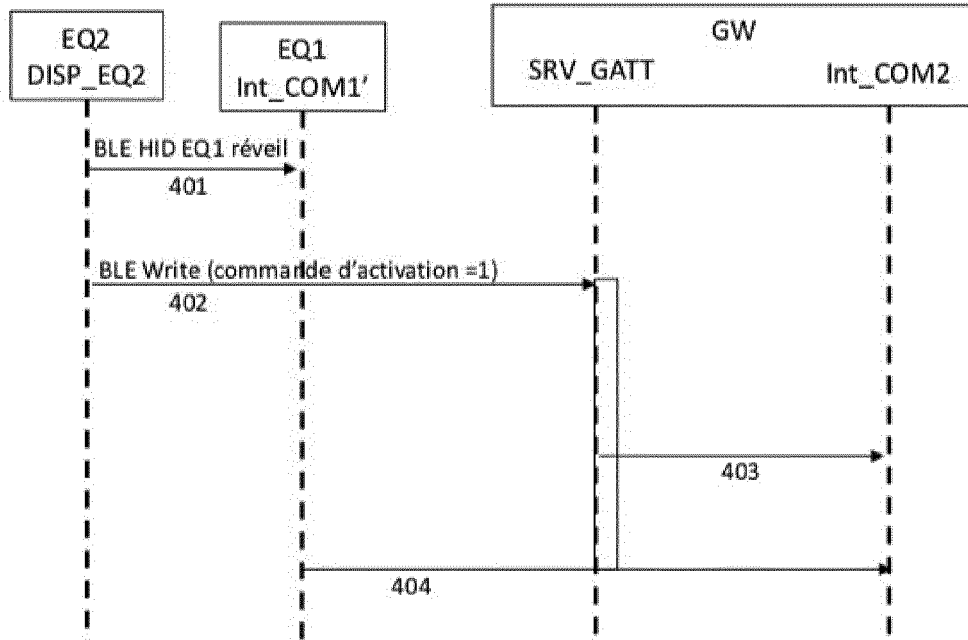 EQ2
DISP_EQ2
EQ1
Int_COM1’
GW
SRV_GATT
Int_COM2
BLE HID EQ1 réveil
401
BLE Write (commande d’activation =1)
402
403
404